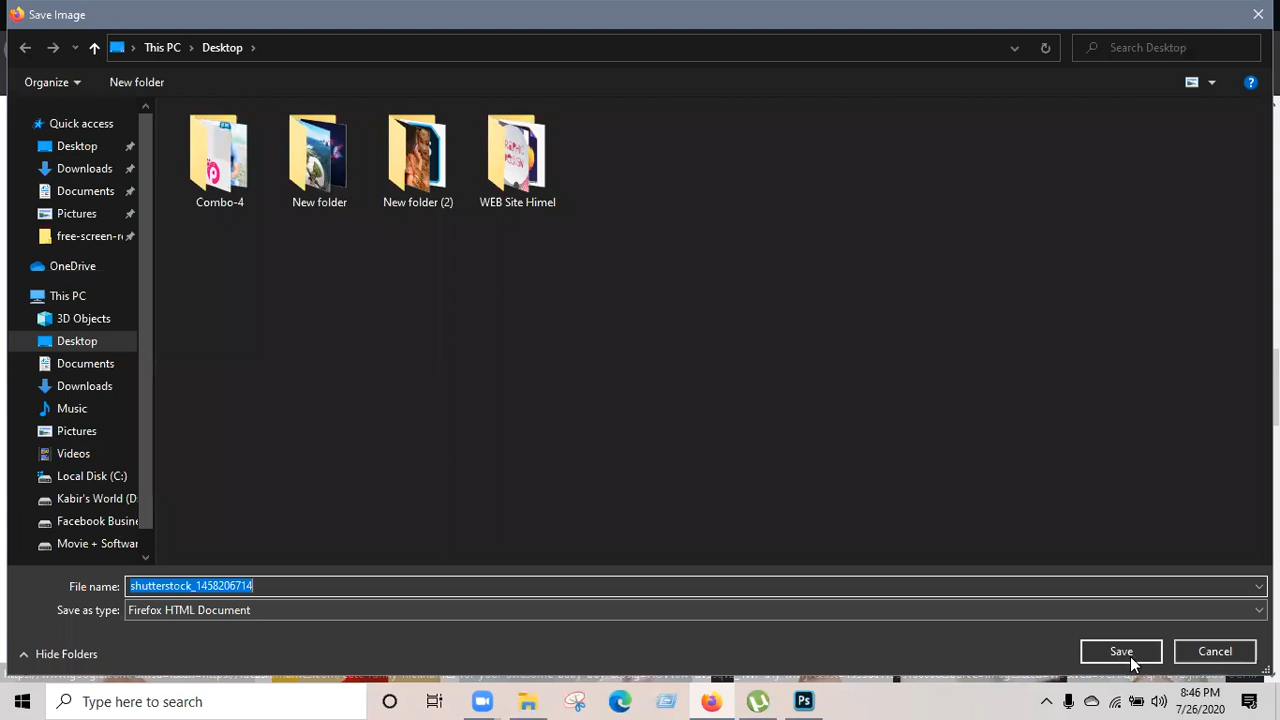 Save Image
This PC
Desktop
Search Desktop
Organize
New folder
Quick access
Desktop
Downloads
Documents
Pictures
free-screen-r
OneDrive
This PC
3D Objects
Desktop
Documents
Downloads
Music
Pictures
Videos
Local Disk (C:)
Kabir's World (D:
Facebook Busin
Movie + Softwar
Combo-4
New folder
New folder (2)
WEB Site Himel
File name: shutterstock_1458206714
Save as type: Firefox HTML Document
Hide Folders
Save
Cancel
Type here to search
8:46 PM
7/26/2020